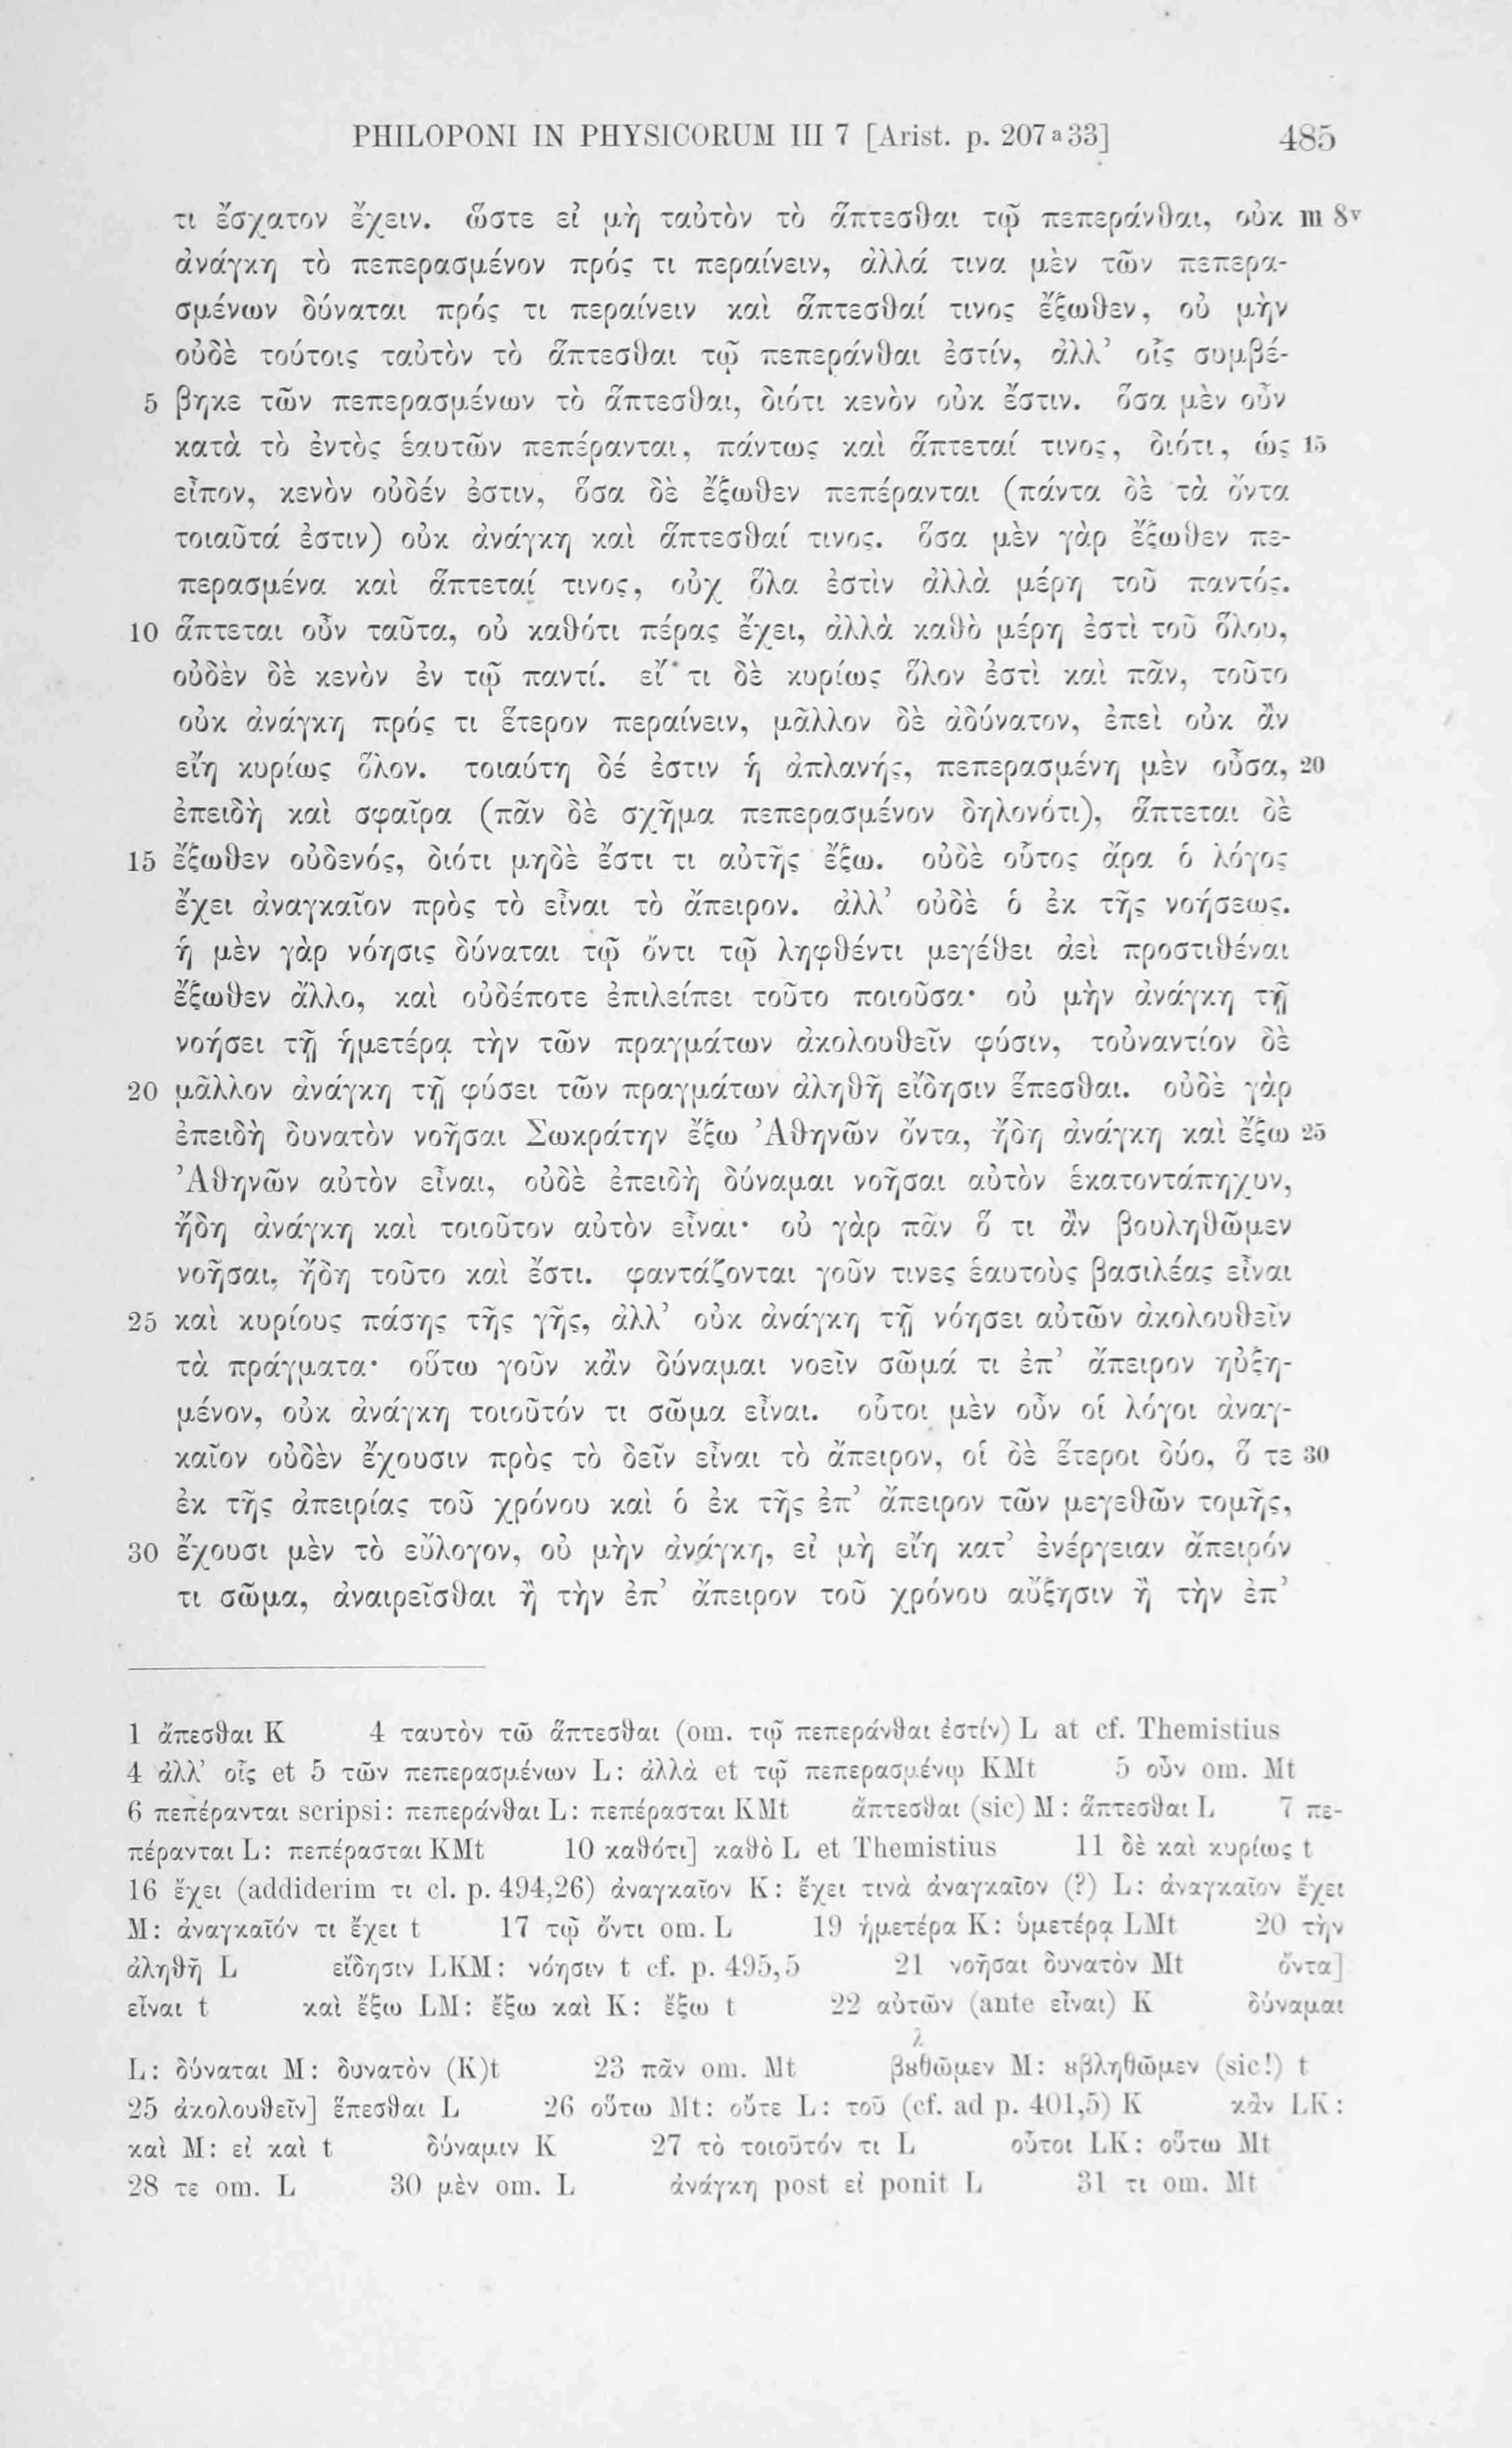 PHILOPONI IN PHYSICORUM III 7 [Arist. p. 207a33] 485
τι ἔσχατον ἔχειν. ὥστε εἰ μὴ ταὐτὸν τὸ ἅπτεσθαι τῷ πεπεράνθαι, οὐκ m 8v
ἀνάγκη τὸ πεπερασμένον πρός τι περαίνειν, ἀλλά τινα μὲν τῶν πεπερα-
σμένων δύναται πρός τι περαίνειν καὶ ἅπτεσθαί τινος ἔξωθεν, οὐ μὴν
οὐδὲ τούτοις ταὐτὸν τὸ ἅπτεσθαι τῷ πεπεράνθαι ἐστίν, ἀλλ’ οἷς συμβέ-
5 βηκε τῶν πεπερασμένων τὸ ἅπτεσθαι, διότι κενὸν οὐκ ἔστιν. ὅσα μὲν οὖν
κατὰ τὸ ἐντὸς ἑαυτῶν πεπέρανται, πάντως καὶ ἅπτεταί τινος, διότι, ὡς 15
εἶπον, κενὸν οὐδέν ἐστιν, ὅσα δὲ ἔξωθεν πεπέρανται (πάντα δὲ τὰ ὄντα
τοιαῦτά ἐστιν) οὐκ ἀνάγκη καὶ ἅπτεσθαί τινος. ὅσα μὲν γὰρ ἔξωθεν πε-
περασμένα καὶ ἅπτεταί τινος, οὐχ ὅλα ἐστὶν ἀλλὰ μέρη τοῦ παντός.
10 ἅπτεται οὖν ταῦτα, οὐ καθότι πέρας ἔχει, ἀλλὰ καθὸ μέρη ἐστὶ τοῦ ὅλου,
οὐδὲν δὲ κενὸν ἐν τῷ παντί. εἴ τι δὲ κυρίως ὅλον ἐστὶ καὶ πᾶν, τοῦτο
οὐκ ἀνάγκη πρός τι ἕτερον περαίνειν, μᾶλλον δὲ ἀδύνατον, ἐπεὶ οὐκ ἂν
εἴη κυρίως ὅλον. τοιαύτη δέ ἐστιν ἡ ἀπλανής, πεπερασμένη μὲν οὖσα, 20
ἐπειδὴ καὶ σφαῖρα (πᾶν δὲ σχῆμα πεπερασμένον δηλονότι), ἅπτεται δὲ
15 ἔξωθεν οὐδενός, διότι μηδὲ ἔστι τι αὐτῆς ἔξω. οὐδὲ οὗτος ἄρα ὁ λόγος
ἔχει ἀναγκαῖον πρὸς τὸ εἶναι τὸ ἄπειρον. ἀλλ’ οὐδὲ ὁ ἐκ τῆς νοήσεως.
ἡ μὲν γὰρ νόησις δύναται τῷ ὄντι τῷ ληφθέντι μεγέθει ἀεὶ προστιθέναι
ἔξωθεν ἄλλο, καὶ οὐδέποτε ἐπιλείπει τοῦτο ποιοῦσα· οὐ μὴν ἀνάγκη τῇ
νοήσει τῇ ἡμετέρᾳ τὴν τῶν πραγμάτων ἀκολουθεῖν φύσιν, τοὐναντίον δὲ
20 μᾶλλον ἀνάγκη τῇ φύσει τῶν πραγμάτων ἀληθῆ εἴδησιν ἕπεσθαι. οὐδὲ γὰρ
ἐπειδὴ δυνατὸν νοῆσαι Σωκράτην ἔξω Ἀθηνῶν ὄντα, ἤδη ἀνάγκη καὶ ἔξω 25
Ἀθηνῶν αὐτὸν εἶναι, οὐδὲ ἐπειδὴ δύναμαι νοῆσαι αὐτὸν ἑκατοντάπηχυν,
ἤδη ἀνάγκη καὶ τοιοῦτον αὐτὸν εἶναι· οὐ γὰρ πᾶν ὅ τι ἂν βουληθῶμεν
νοῆσαι, ἤδη τοῦτο καὶ ἔστι. φαντάζονται γοῦν τινες ἑαυτοὺς βασιλέας εἶναι
25 καὶ κυρίους πάσης τῆς γῆς, ἀλλ’ οὐκ ἀνάγκη τῇ νόησει αὐτῶν ἀκολουθεῖν
τὰ πράγματα· οὕτω γοῦν κἂν δύναμαι νοεῖν σῶμά τι ἐπ’ ἄπειρον ηὐξη-
μένον, οὐκ ἀνάγκη τοιοῦτόν τι σῶμα εἶναι. οὗτοι μὲν οὖν οἱ λόγοι ἀναγ-
καῖον οὐδὲν ἔχουσιν πρὸς τὸ δεῖν εἶναι τὸ ἄπειρον, οἱ δὲ ἕτεροι δύο, ὅ τε 30
ἐκ τῆς ἀπειρίας τοῦ χρόνου καὶ ὁ ἐκ τῆς ἐπ’ ἄπειρον τῶν μεγεθῶν τομῆς,
30 ἔχουσι μὲν τὸ εὔλογον, οὐ μὴν ἀνάγκη, εἰ μὴ εἴη κατ’ ἐνέργειαν ἄπειρόν
τι σῶμα, ἀναιρεῖσθαι ἢ τὴν ἐπ’ ἄπειρον τοῦ χρόνου αὔξησιν ἢ τὴν ἐπ’
1 ἅπεσθαι K 4 ταυτὸν τῶ ἅπτεσθαι (om. τῷ πεπεράνθαι ἐστίν) L at cf. Themistius
4 ἀλλ’ οἷς et 5 τῶν πεπερασμένων L: ἀλλὰ et τῷ πεπερασμένῳ KMt 5 οὖν om. Mt
6 πεπέρανται scripsi: πεπεράνθαι L: πεπέρασται KMt ἄπτεσθαι (sic) M: ἅπτεσθαι L 7 πε-
πέρανται L: πεπέρασται KMt 10 καθότι] καθὸ L et Themistius 11 δὲ καὶ κυρίως t
16 ἔχει (addiderim τι cl. p. 494,26) ἀναγκαῖον K: ἔχει τινὰ ἀναγκαῖον (?) L: ἀναγκαῖον ἔχει
M: ἀναγκαῖόν τι ἔχει t 17 τῷ ὄντι om. L 19 ἡμετέρα K: ὑμετέρᾳ LMt 20 τὴν
ἀληθῆ L εἴδησιν LKM: νόησιν t cf. p. 495,5 21 νοῆσαι δυνατὸν Mt ὄντα]
εἶναι t καὶ ἔξω LM: ἔξω καὶ K: ἔξω t 22 αὐτῶν (ante εἶναι) K δύναμαι
L: δύναται M: δυνατὸν (K)t 23 πᾶν om. Mt βȣλθῶμεν M: ȣβληθῶμεν (sic!) t
25 ἀκολουθεῖν] ἕπεσθαι L 26 οὕτω Mt: οὔτε L: τοῦ (cf. ad p. 401,5) K κἂν LK:
καὶ M: εἰ καὶ t δύναμιν K 27 τὸ τοιοῦτόν τι L οὗτοι LK: οὕτω Mt
28 τε om. L 30 μὲν om. L ἀνάγκη post εἰ ponit L 31 τι om. Mt